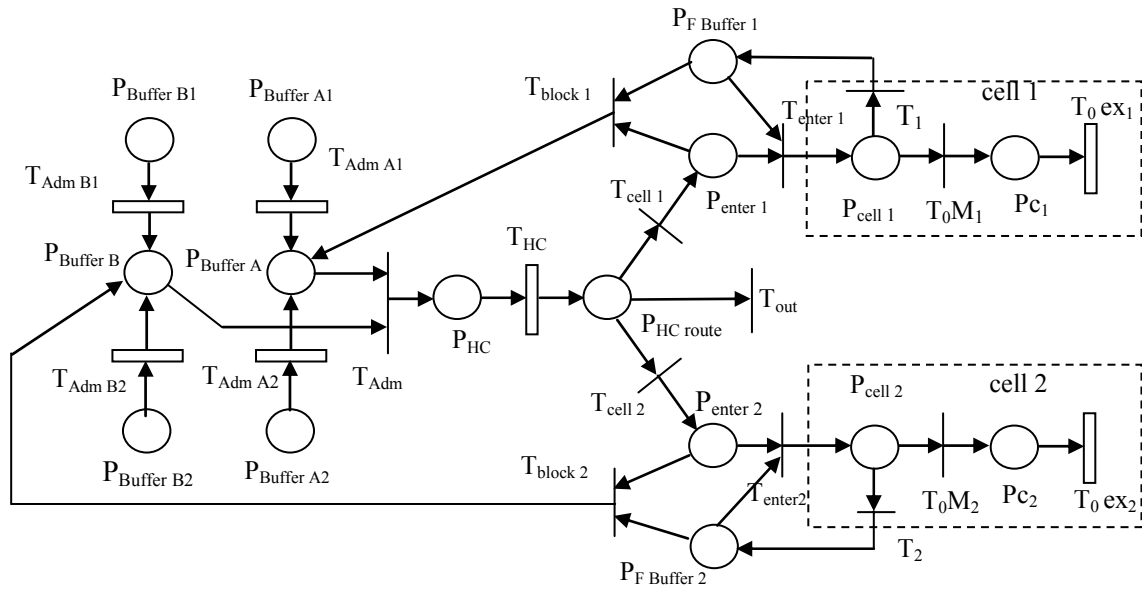 P_F Buffer 1
P_Buffer B1
P_Buffer A1
T_block 1
T_enter 1
cell 1
T_1
T_0 ex_1
T_Adm B1
T_Adm A1
T_cell 1
P_enter 1
P_cell 1
T_0M_1
Pc_1
P_Buffer B
P_Buffer A
T_HC
T_out
P_HC
P_HC route
T_Adm B2
T_Adm A2
T_Adm
T_cell 2
P_enter 2
P_cell 2
cell 2
P_Buffer B2
P_Buffer A2
T_block 2
T_enter2
T_0M_2
Pc_2
T_0 ex_2
T_2
P_F Buffer 2